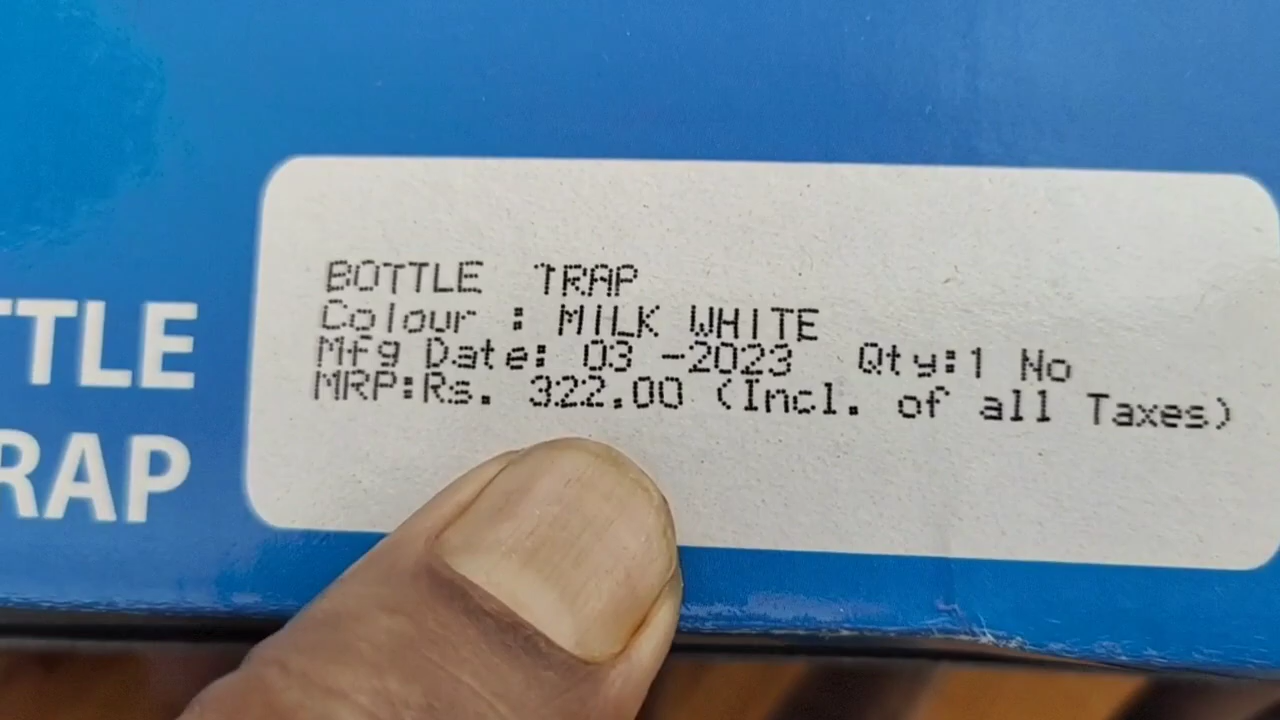 TTLE
RAP
BOTTLE TRAP
Colour : MILK WHITE
Mfg Date: 03 -2023 Qty:1 No
MRP:Rs. 322.00 (Incl. of all Taxes)